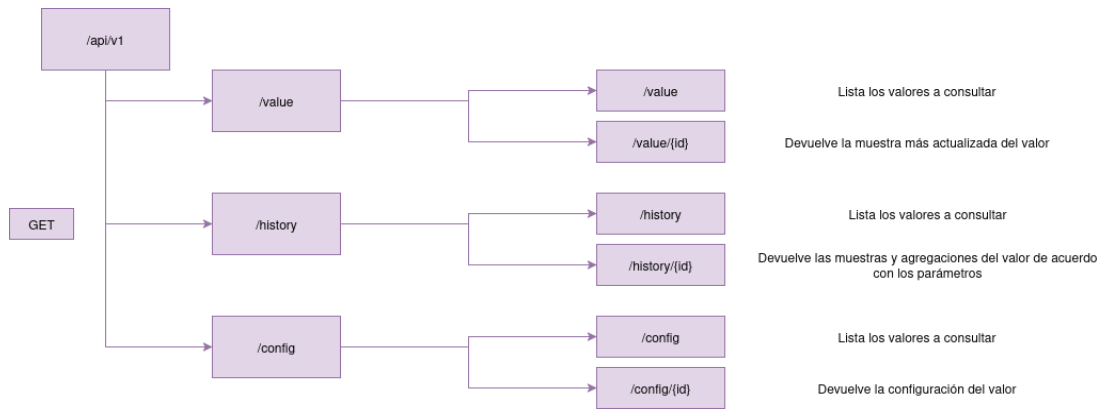 /api/v1
/value
/value
Lista los valores a consultar
/value/{id}
Devuelve la muestra más actualizada del valor
GET
/history
/history
Lista los valores a consultar
/history/{id}
Devuelve las muestras y agregaciones del valor de acuerdo
con los parámetros
/config
/config
Lista los valores a consultar
/config/{id}
Devuelve la configuración del valor